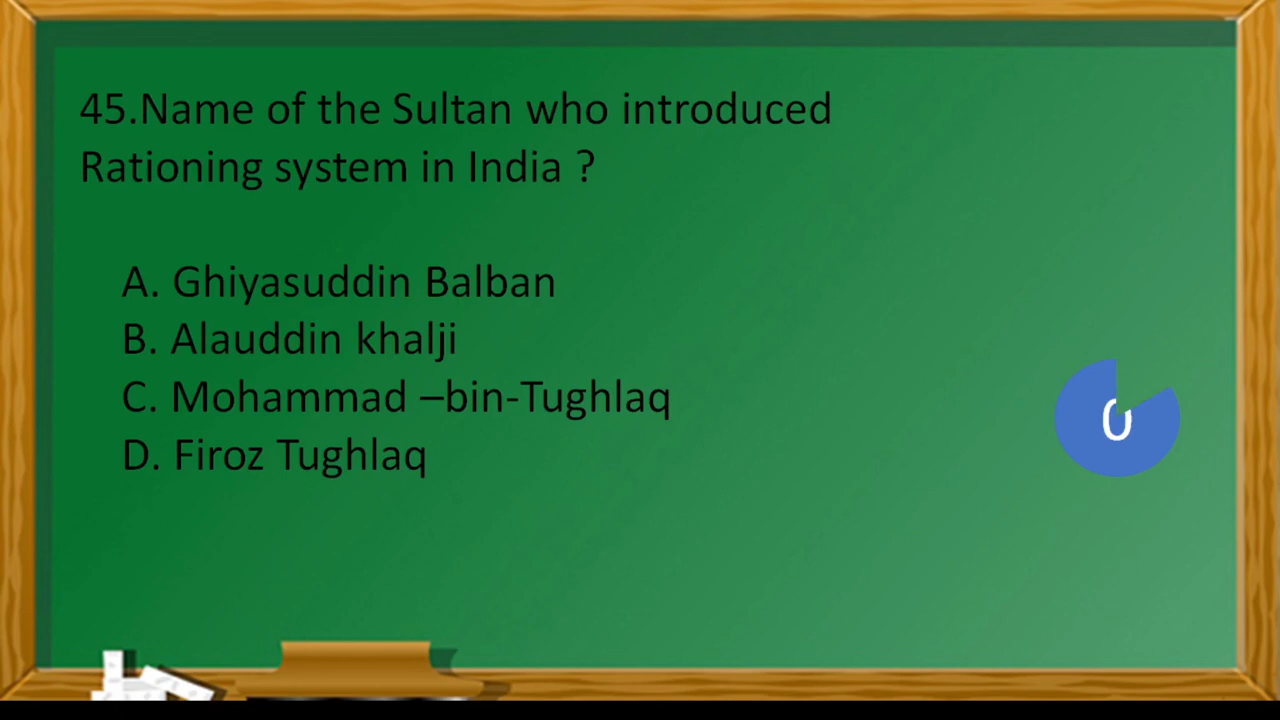 45.Name of the Sultan who introduced
Rationing system in India ?
A. Ghiyasuddin Balban
B. Alauddin khalji
C. Mohammad –bin-Tughlaq
D. Firoz Tughlaq
0